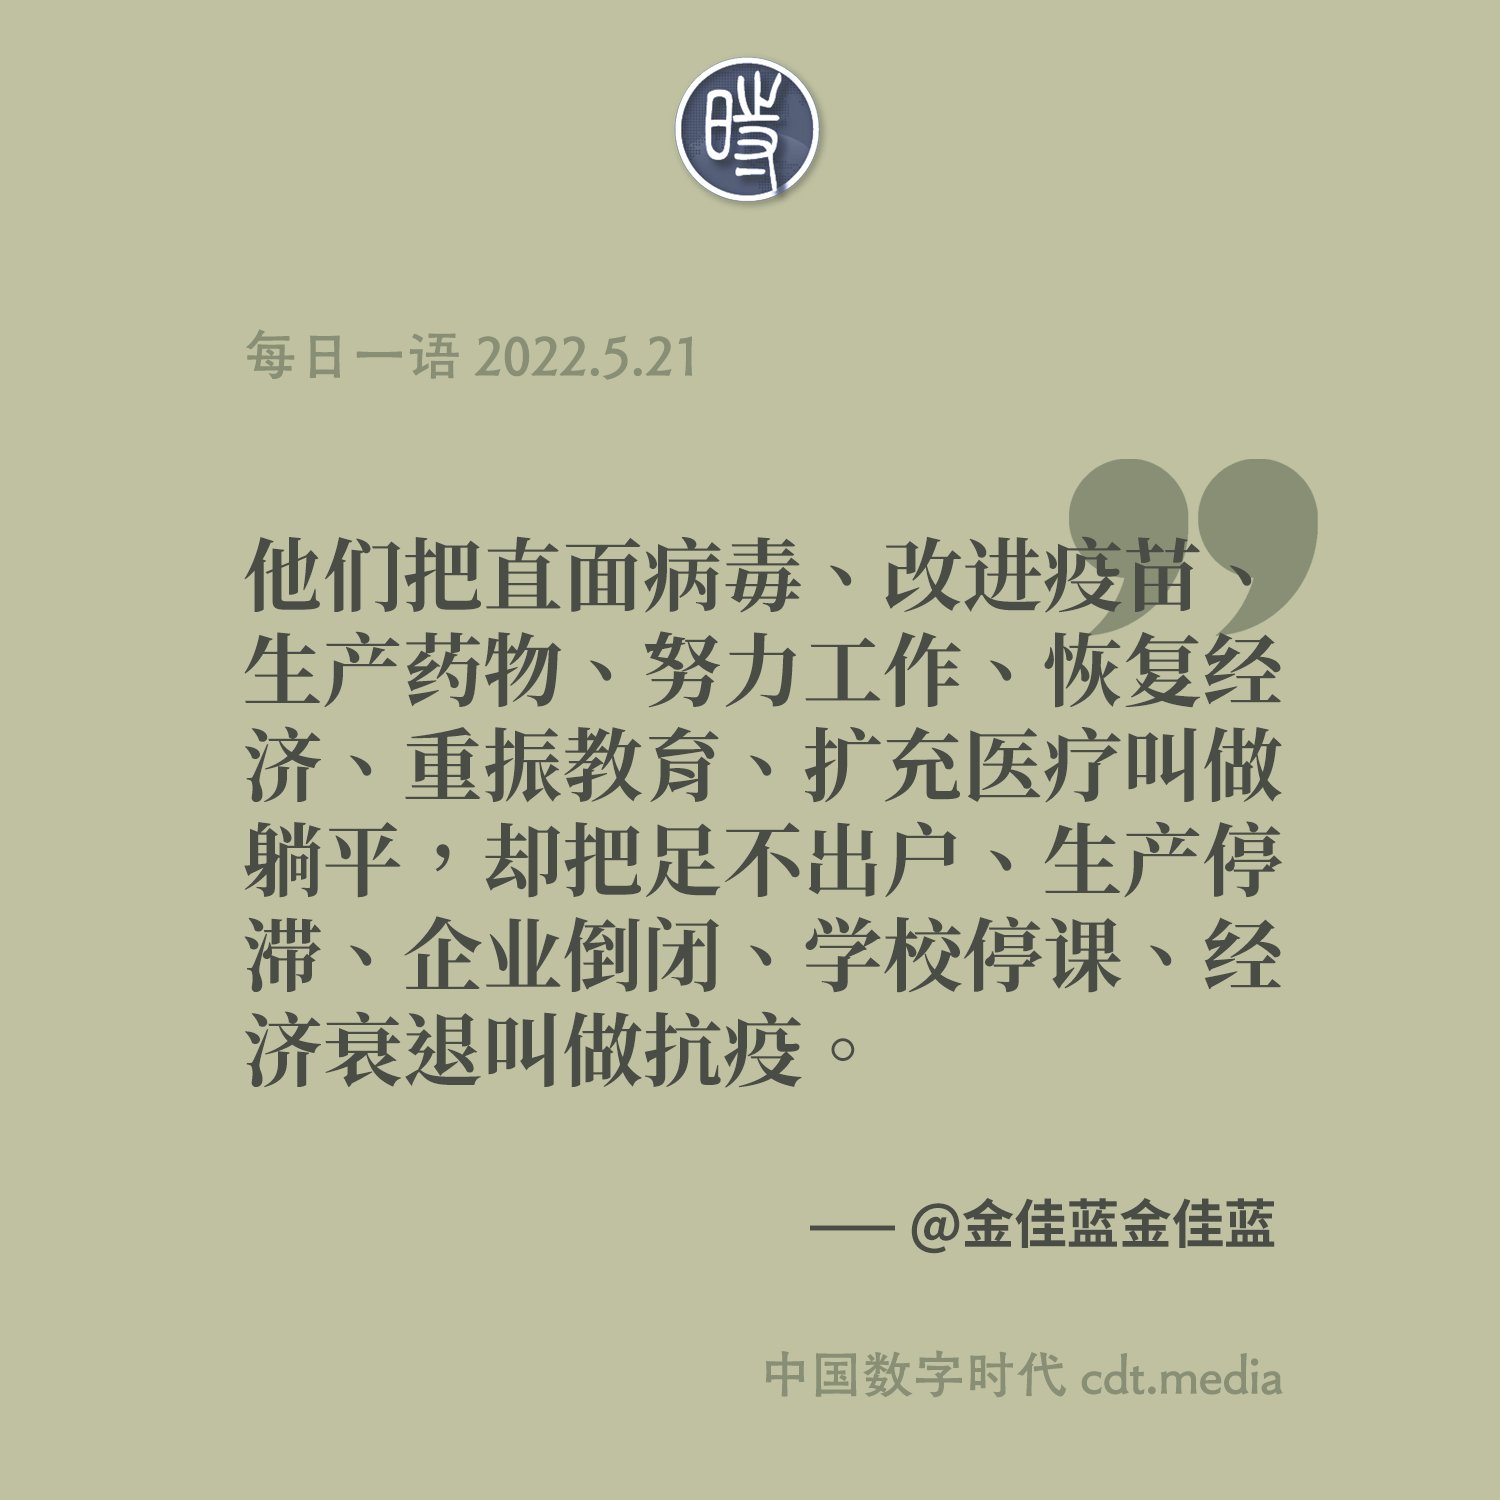 時
每日一语 2022.5.21
他们把直面病毒、改进疫苗、
生产药物、努力工作、恢复经
济、重振教育、扩充医疗叫做
躺平，却把足不出户、生产停
滞、企业倒闭、学校停课、经
济衰退叫做抗疫。
—— @金佳蓝金佳蓝
中国数字时代 cdt.media